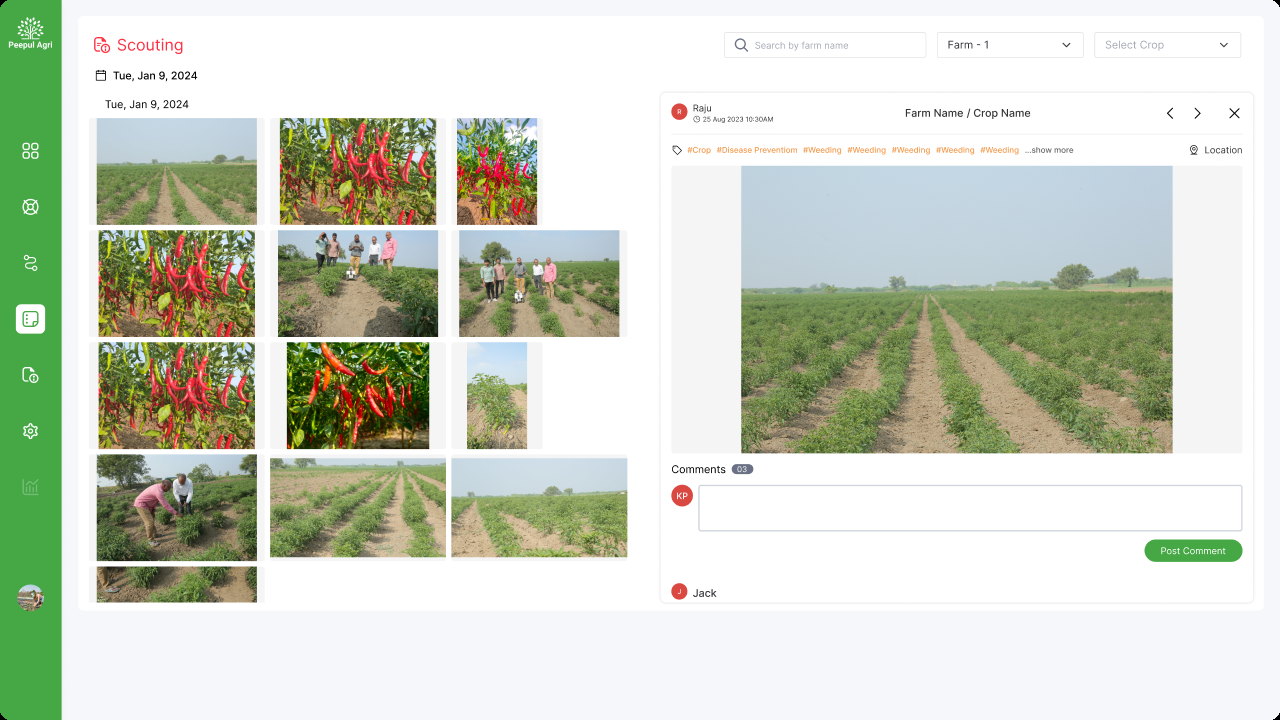 Peepul Agri
Scouting
Search by farm name
Farm - 1
Select Crop
Tue, Jan 9, 2024
Tue, Jan 9, 2024
R
Raju
25 Aug 2023 10:30AM
Farm Name / Crop Name
#Crop #Disease Preventiom #Weeding #Weeding #Weeding #Weeding #Weeding ...show more
Location
Comments 03
KP
Post Comment
J
Jack